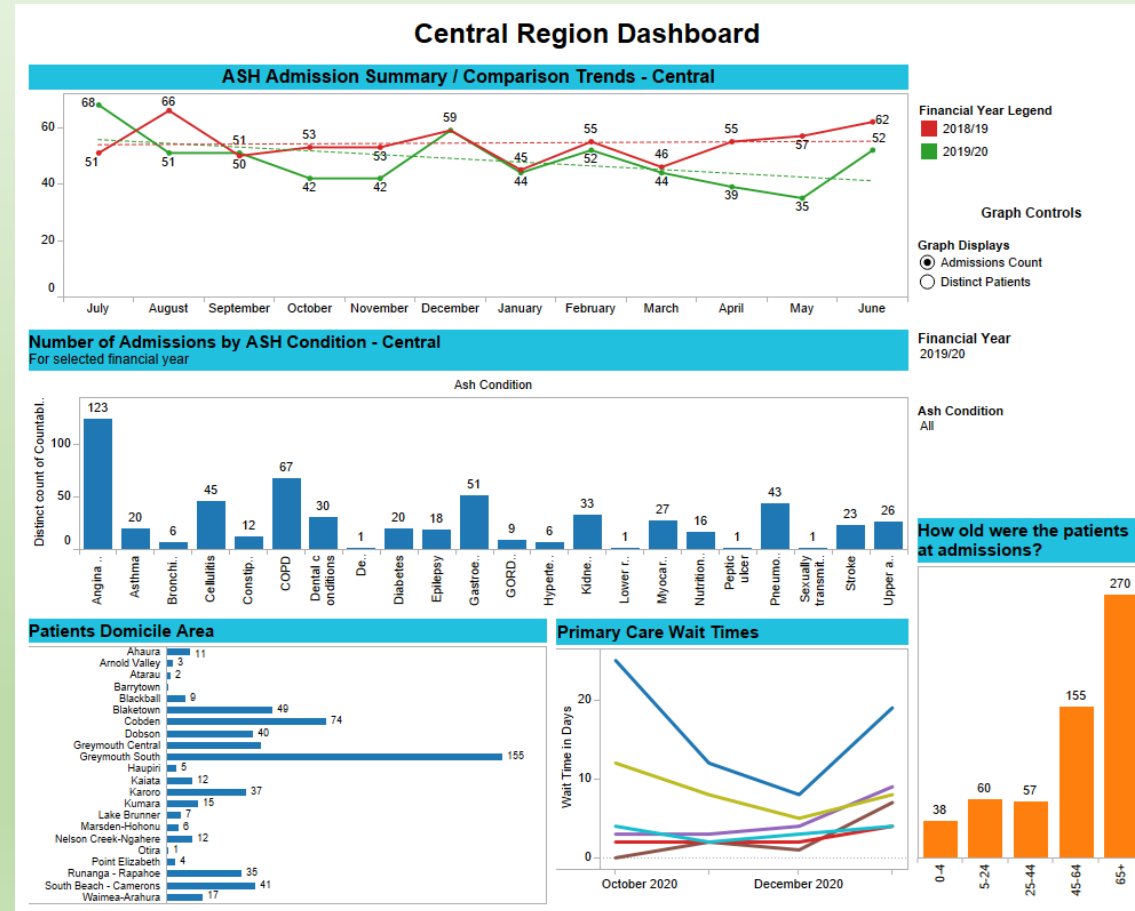 Central Region Dashboard
ASH Admission Summary / Comparison Trends - Central
60
40
20
0
68
66
51
53
59
45
55
46
55
57
62
51
51
50
42
53
42
44
52
44
39
35
52
July August September October November December January February March April May June
Financial Year Legend
2018/19
2019/20
Graph Controls
Graph Displays
Admissions Count
Distinct Patients
Financial Year
2019/20
Ash Condition
All
Number of Admissions by ASH Condition - Central
For selected financial year
Ash Condition
Distinct count of Countabl..
100
50
0
123
20
6
45
12
67
30
1
20
18
51
9
6
33
1
27
16
1
43
1
23
26
Angina ..
Asthma
Bronchi..
Cellulitis
Constip..
COPD
Dental c
onditions
De..
Diabetes
Epilepsy
Gastroe..
GORD..
Hyperte..
Kidne..
Lower r..
Myocar..
Nutrition..
Peptic
ulcer
Pneumo..
Sexually
transmit..
Stroke
Upper a..
Patients Domicile Area
Ahaura 11
Arnold Valley 3
Atarau 2
Barrytown
Blackball 9
Blaketown 49
Cobden 74
Dobson 40
Greymouth Central
Greymouth South 155
Haupiri 5
Kaiata 12
Karoro 37
Kumara 15
Lake Brunner 7
Marsden-Hohonu 6
Nelson Creek-Ngahere 12
Otira 1
Point Elizabeth 4
Runanga - Rapahoe 35
South Beach - Camerons 41
Waimea-Arahura 17
Primary Care Wait Times
Wait Time in Days
20
10
0
October 2020 December 2020
How old were the patients
at admissions?
38
60
57
155
270
0-4
5-24
25-44
45-64
65+